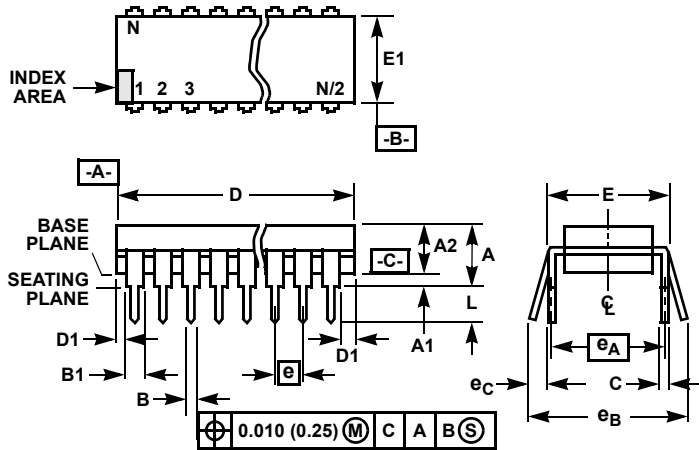 N
E1
INDEX
AREA
1 2 3 N/2
-B-
-A-
D
E
BASE
PLANE
-C-
A2
A
SEATING
PLANE
L
C
L
D1
A1
D1
e
eA
B1
eC
C
B
eB
0.010 (0.25) M C A B S